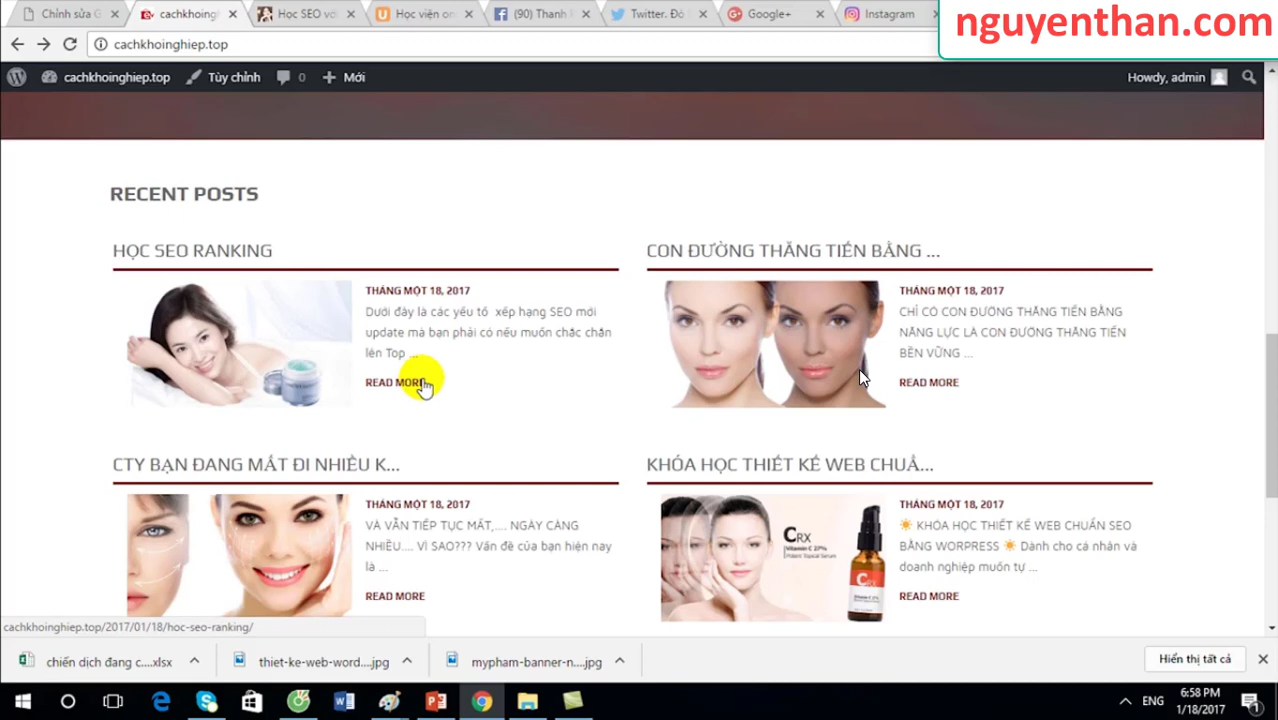 Chỉnh sửa G
cachkhoinghiep
Học SEO vớ
Học viện on
(90) Thanh
Twitter. Đó
Google+
Instagram
nguyenthan.com
cachkhoinghiep.top
cachkhoinghiep.top
Tùy chỉnh
0
Mới
Howdy, admin
RECENT POSTS
HỌC SEO RANKING
THÁNG MỘT 18, 2017
Dưới đây là các yếu tố xếp hạng SEO mới
update mà bạn phải có nếu muốn chắc chắn
lên Top ...
READ MORE
CON ĐƯỜNG THĂNG TIẾN BẰNG ...
THÁNG MỘT 18, 2017
CHỈ CÓ CON ĐƯỜNG THĂNG TIẾN BẰNG
NĂNG LỰC LÀ CON ĐƯỜNG THĂNG TIẾN
BỀN VỮNG ...
READ MORE
CTY BẠN ĐANG MẤT ĐI NHIỀU K...
THÁNG MỘT 18, 2017
VÀ VẪN TIẾP TỤC MẤT,.... NGÀY CÀNG
NHIỀU.... VÌ SAO??? Vấn đề của bạn hiện nay
là ...
READ MORE
KHÓA HỌC THIẾT KẾ WEB CHUẨ...
CRX
Vitamin C 27%
THÁNG MỘT 18, 2017
☀ KHÓA HỌC THIẾT KẾ WEB CHUẨN SEO
BẰNG WORPRESS ☀ Dành cho cá nhân và
doanh nghiệp muốn tự ...
READ MORE
cachkhoinghiep.top/2017/01/18/hoc-seo-ranking/
chiến dịch đang c....xlsx
thiet-ke-web-word....jpg
mypham-banner-n....jpg
Hiển thị tất cả
ENG
6:58 PM
1/18/2017